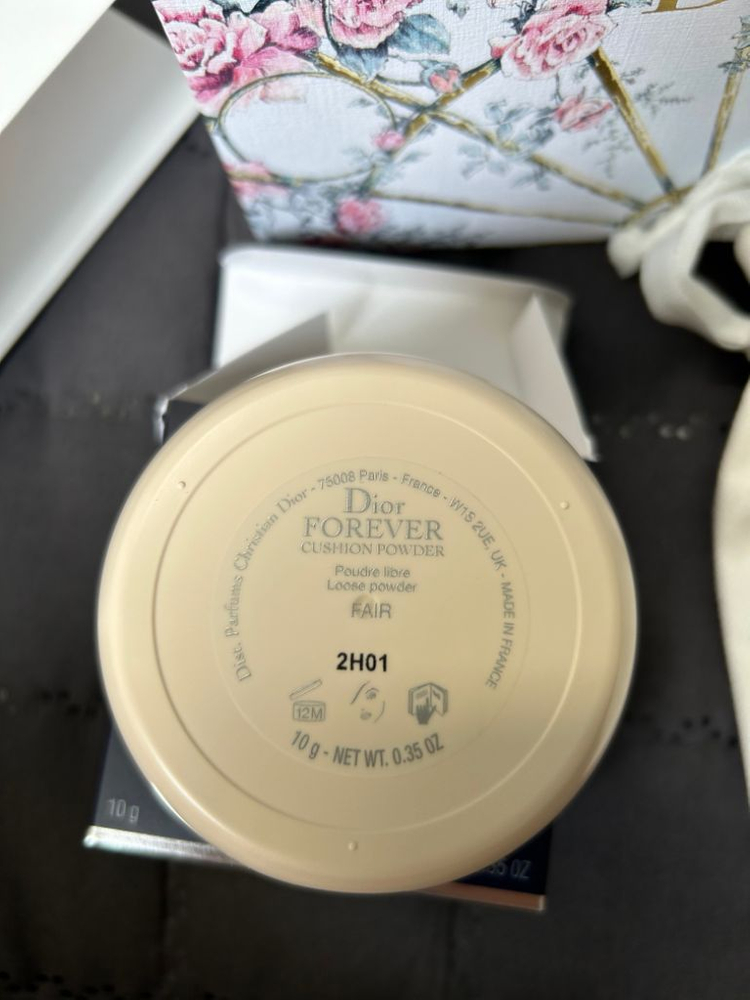 Dist. Parfums Christian Dior - 75008 Paris - France - W1S 2UE, UK - MADE IN FRANCE
Dior
FOREVER
CUSHION POWDER
Poudre libre
Loose powder
FAIR
2H01
12M
10 g - NET WT. 0.35 OZ
10 g